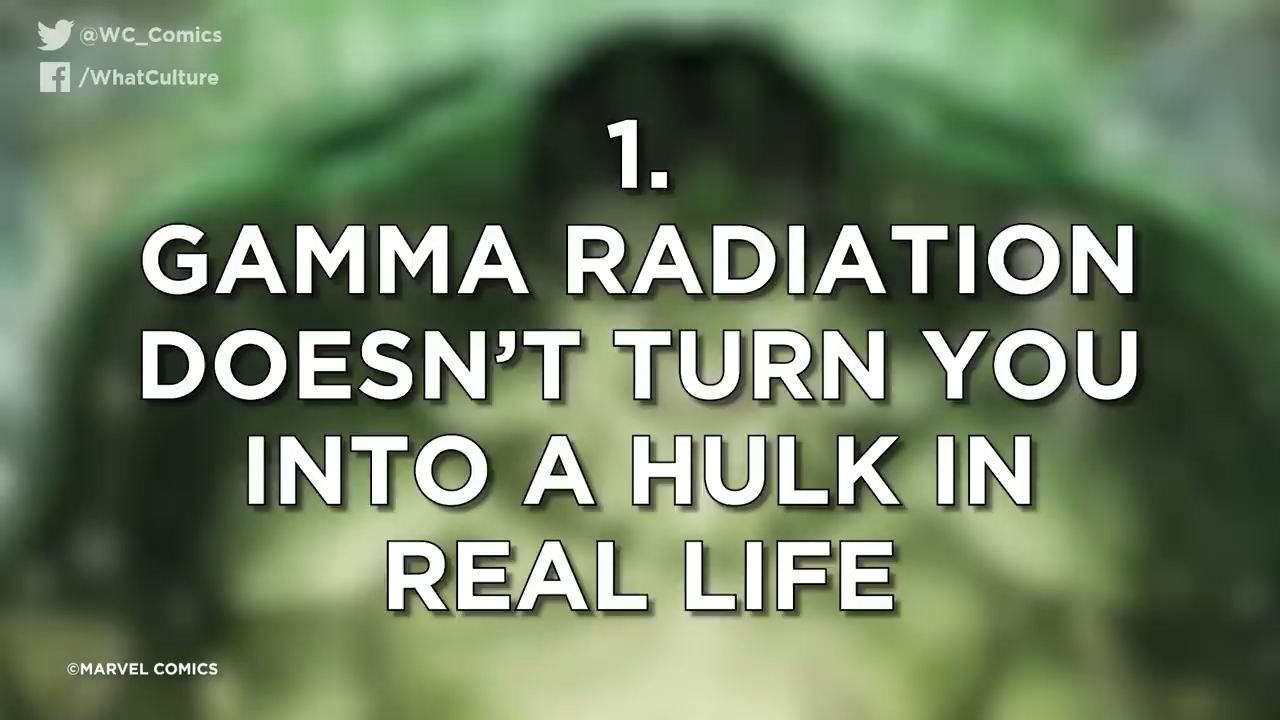 @WC_Comics
/WhatCulture
1.
GAMMA RADIATION
DOESN’T TURN YOU
INTO A HULK IN
REAL LIFE
©MARVEL COMICS